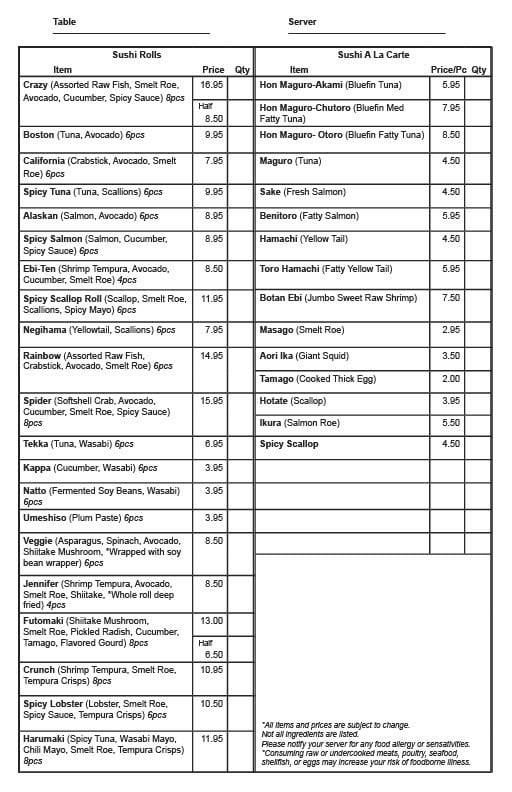 Table
Server
Sushi Rolls
Item Price Qty
Crazy (Assorted Raw Fish, Smelt Roe, 16.95
Avocado, Cucumber, Spicy Sauce) 8pcs
Half
8.50
Boston (Tuna, Avocado) 6pcs 9.95
California (Crabstick, Avocado, Smelt 7.95
Roe) 6pcs
Spicy Tuna (Tuna, Scallions) 6pcs 9.95
Alaskan (Salmon, Avocado) 6pcs 8.95
Spicy Salmon (Salmon, Cucumber, 8.95
Spicy Sauce) 6pcs
Ebi-Ten (Shrimp Tempura, Avocado, 8.50
Cucumber, Smelt Roe) 4pcs
Spicy Scallop Roll (Scallop, Smelt Roe, 11.95
Scallions, Spicy Mayo) 6pcs
Negihama (Yellowtail, Scallions) 6pcs 7.95
Rainbow (Assorted Raw Fish, 14.95
Crabstick, Avocado, Smelt Roe) 6pcs
Spider (Softshell Crab, Avocado, 15.95
Cucumber, Smelt Roe, Spicy Sauce)
8pcs
Tekka (Tuna, Wasabi) 6pcs 6.95
Kappa (Cucumber, Wasabi) 6pcs 3.95
Natto (Fermented Soy Beans, Wasabi) 3.95
6pcs
Umeshiso (Plum Paste) 6pcs 3.95
Veggie (Asparagus, Spinach, Avocado, 8.50
Shiitake Mushroom, *Wrapped with soy
bean wrapper) 6pcs
Jennifer (Shrimp Tempura, Avocado, 8.50
Smelt Roe, Shiitake, *Whole roll deep
fried) 4pcs
Futomaki (Shiitake Mushroom, 13.00
Smelt Roe, Pickled Radish, Cucumber,
Tamago, Flavored Gourd) 8pcs
Half
6.50
Crunch (Shrimp Tempura, Smelt Roe, 10.95
Tempura Crisps) 8pcs
Spicy Lobster (Lobster, Smelt Roe, 10.50
Spicy Sauce, Tempura Crisps) 6pcs
Harumaki (Spicy Tuna, Wasabi Mayo, 11.95
Chili Mayo, Smelt Roe, Tempura Crisps)
8pcs
Sushi A La Carte
Item Price/Pc Qty
Hon Maguro-Akami (Bluefin Tuna) 5.95
Hon Maguro-Chutoro (Bluefin Med 7.95
Fatty Tuna)
Hon Maguro- Otoro (Bluefin Fatty Tuna) 8.50
Maguro (Tuna) 4.50
Sake (Fresh Salmon) 4.50
Benitoro (Fatty Salmon) 5.95
Hamachi (Yellow Tail) 4.50
Toro Hamachi (Fatty Yellow Tail) 5.95
Botan Ebi (Jumbo Sweet Raw Shrimp) 7.50
Masago (Smelt Roe) 2.95
Aori Ika (Giant Squid) 3.50
Tamago (Cooked Thick Egg) 2.00
Hotate (Scallop) 3.95
Ikura (Salmon Roe) 5.50
Spicy Scallop 4.50
*All items and prices are subject to change.
Not all ingredients are listed.
Please notify your server for any food allergy or sensativities.
*Consuming raw or undercooked meats, poultry, seafood,
shellfish, or eggs may increase your risk of foodborne illness.